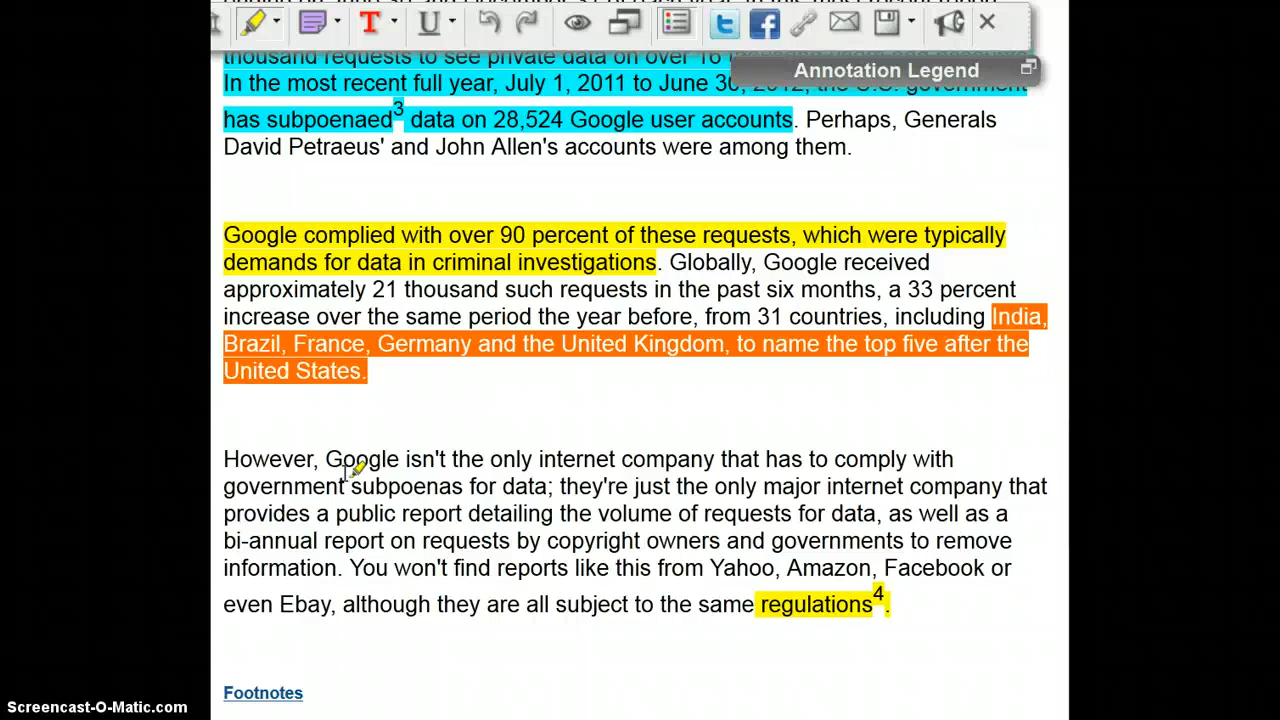 T U
Annotation Legend
thousand requests to see private data on over 16
In the most recent full year, July 1, 2011 to June 30, 2012, the U.S. government
has subpoenaed3 data on 28,524 Google user accounts. Perhaps, Generals
David Petraeus' and John Allen's accounts were among them.
Google complied with over 90 percent of these requests, which were typically
demands for data in criminal investigations. Globally, Google received
approximately 21 thousand such requests in the past six months, a 33 percent
increase over the same period the year before, from 31 countries, including India,
Brazil, France, Germany and the United Kingdom, to name the top five after the
United States.
However, Google isn't the only internet company that has to comply with
government subpoenas for data; they're just the only major internet company that
provides a public report detailing the volume of requests for data, as well as a
bi-annual report on requests by copyright owners and governments to remove
information. You won't find reports like this from Yahoo, Amazon, Facebook or
even Ebay, although they are all subject to the same regulations4.
Footnotes
Screencast-O-Matic.com